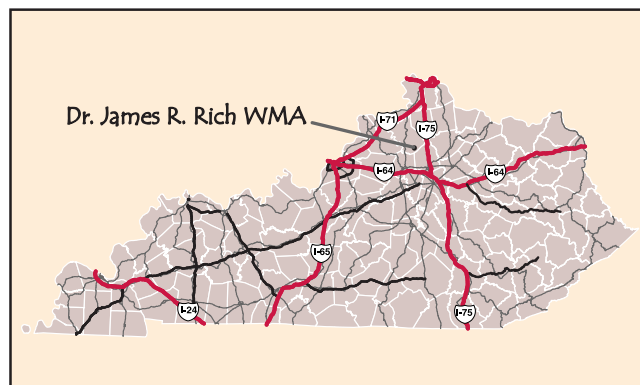 Dr. James R. Rich WMA
I-71
I-75
I-64
I-64
I-65
I-24
I-75